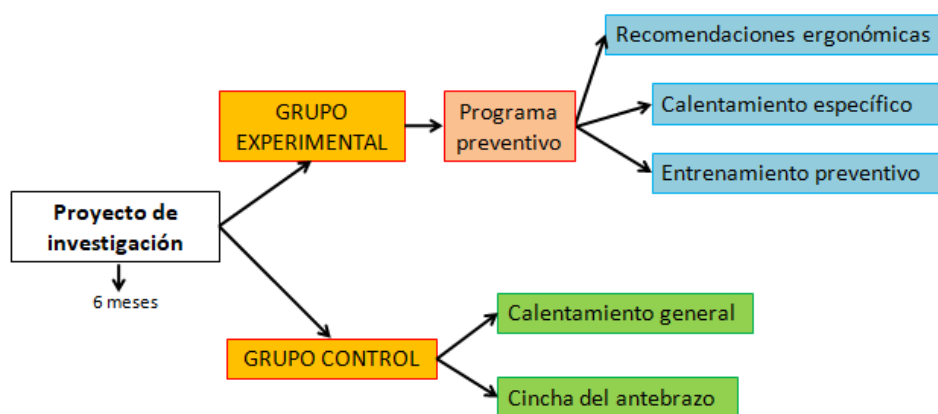 Recomendaciones ergonómicas
GRUPO
EXPERIMENTAL
Programa
preventivo
Calentamiento específico
Entrenamiento preventivo
Proyecto de
investigación
6 meses
Calentamiento general
GRUPO CONTROL
Cincha del antebrazo